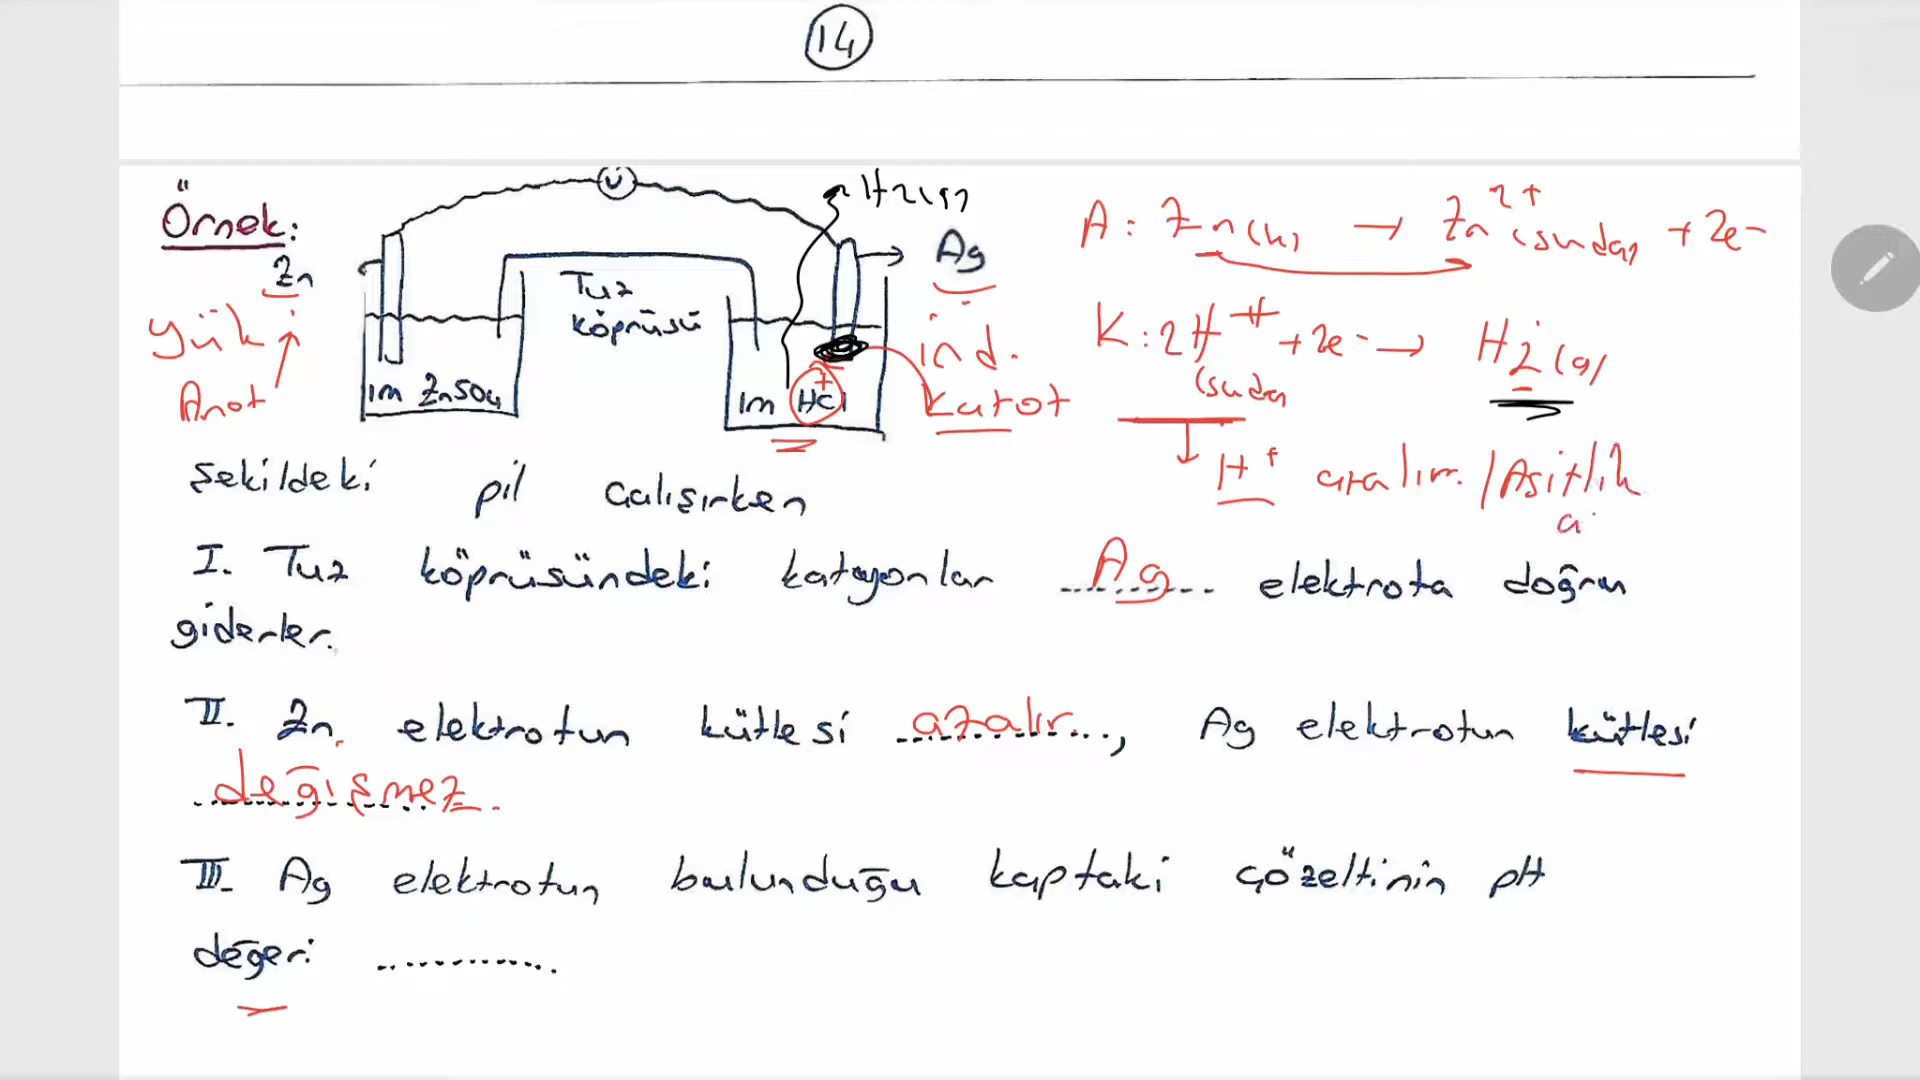 14
Örnek:
Zn
Yük.
Anot
V
H2(g)
Ag
Tuz
köprüsü
1m ZnSO4
1m HCl
+
ind.
Katot
A: Zn(k) → Zn2+(suda) + 2e-
K: 2H+ + 2e- → H2(g)
(suda
H+ azalır. / Asitlik
a
Şekildeki pil çalışırken
I. Tuz köprüsündeki katyonlar ..Ag.. elektrota doğru
giderler.
II. Zn elektrotun kütlesi ..azalır.., Ag elektrotun kütlesi
..değişmez..
III. Ag elektrotun bulunduğu kaptaki çözeltinin pH
değeri .............